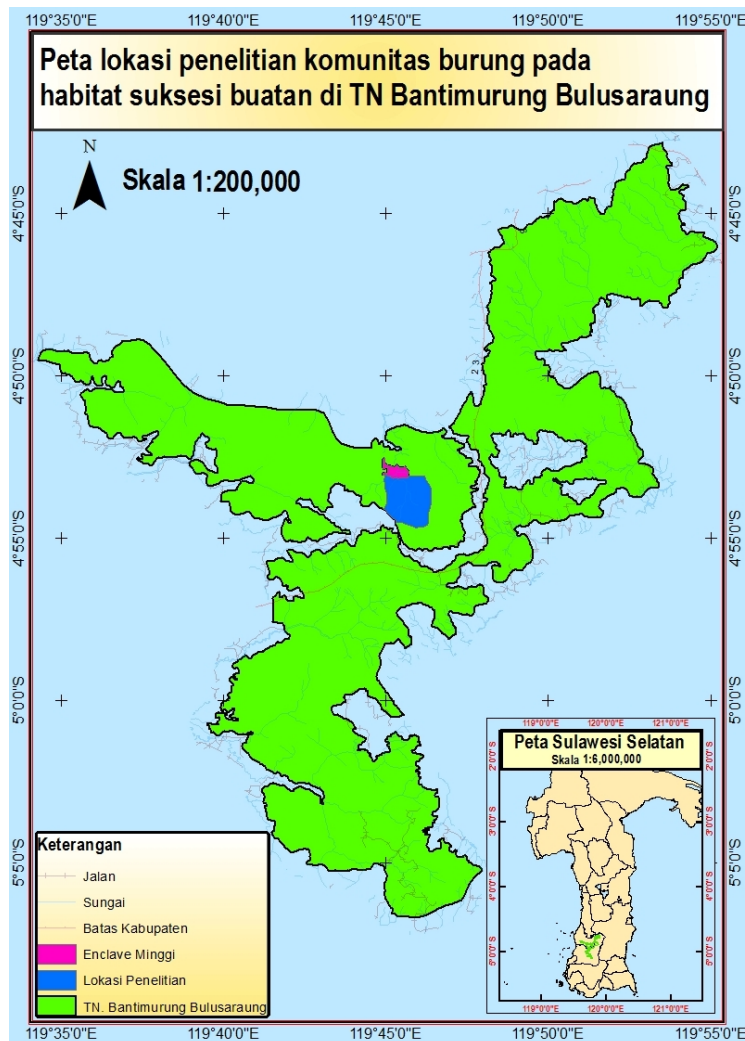 119°35'0"E 119°40'0"E 119°45'0"E 119°50'0"E 119°55'0"E
Peta lokasi penelitian komunitas burung pada
habitat suksesi buatan di TN Bantimurung Bulusaraung
N
Skala 1:200,000
4°45'0"S 4°45'0"S
4°50'0"S 4°50'0"S
2 3
4°55'0"S 4°55'0"S
5°0'0"S 5°0'0"S
5°5'0"S 5°5'0"S
Keterangan
Jalan
Sungai
Batas Kabupaten
Enclave Minggi
Lokasi Penelitian
TN. Bantimurung Bulusaraung
119°0'0"E 120°0'0"E 121°0'0"E
Peta Sulawesi Selatan
Skala 1:6,000,000
2°0'0"S 2°0'0"S
3°0'0"S 3°0'0"S
4°0'0"S 4°0'0"S
5°0'0"S 5°0'0"S
119°0'0"E 120°0'0"E 121°0'0"E
119°35'0"E 119°40'0"E 119°45'0"E 119°50'0"E 119°55'0"E